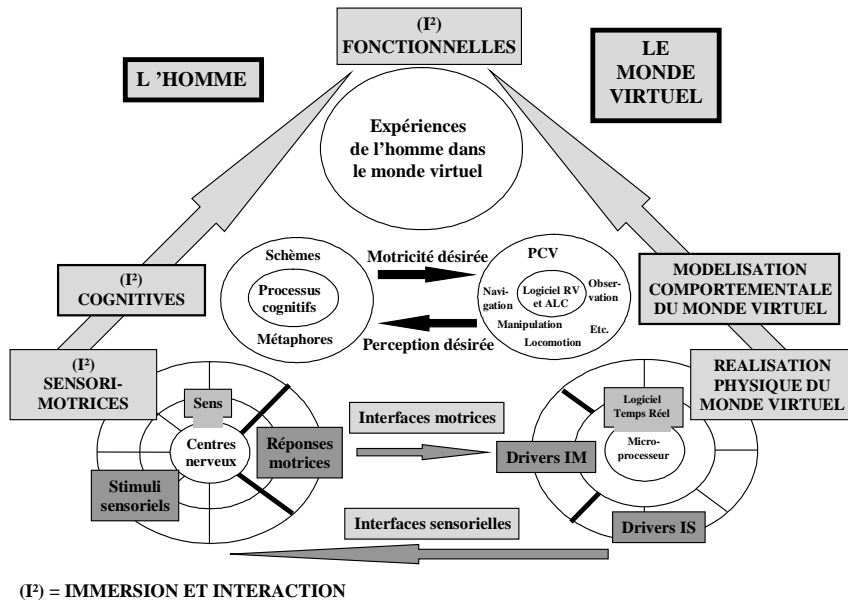 (I²)
FONCTIONNELLES
L ’HOMME
LE
MONDE
VIRTUEL
Expériences
de l’homme dans
le monde virtuel
Schèmes
Processus
cognitifs
Métaphores
Motricité désirée
Perception désirée
PCV
Navi-
gation
Logiciel RV
et ALC
Obser-
vation
Manipulation
Etc.
Locomotion
(I²)
COGNITIVES
MODELISATION
COMPORTEMENTALE
DU MONDE VIRTUEL
(I²)
SENSORI-
MOTRICES
REALISATION
PHYSIQUE DU
MONDE VIRTUEL
Sens
Centres
nerveux
Réponses
motrices
Stimuli
sensoriels
Interfaces motrices
Interfaces sensorielles
Logiciel
Temps Réel
Micro-
processeur
Drivers IM
Drivers IS
(I²) = IMMERSION ET INTERACTION